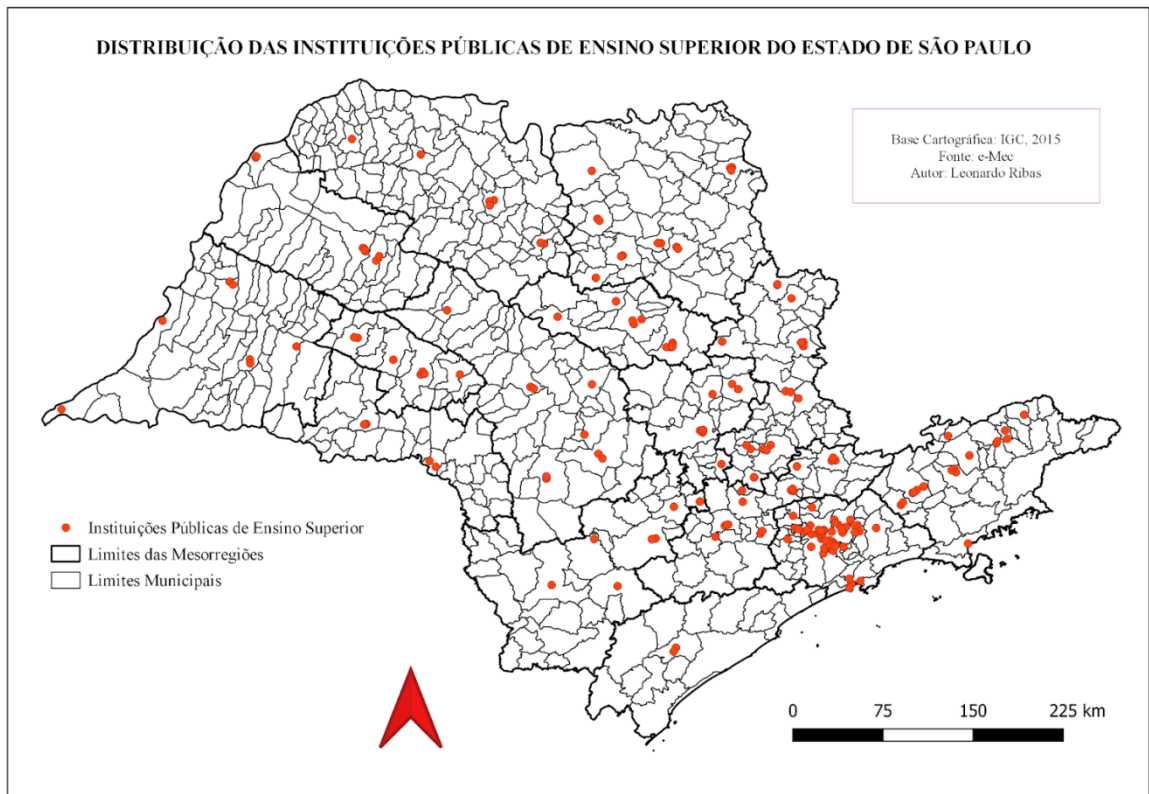 DISTRIBUIÇÃO DAS INSTITUIÇÕES PÚBLICAS DE ENSINO SUPERIOR DO ESTADO DE SÃO PAULO
Base Cartográfica: IGC, 2015
Fonte: e-Mec
Autor: Leonardo Ribas
Instituições Públicas de Ensino Superior
Limites das Mesorregiões
Limites Municipais
0 75 150 225 km